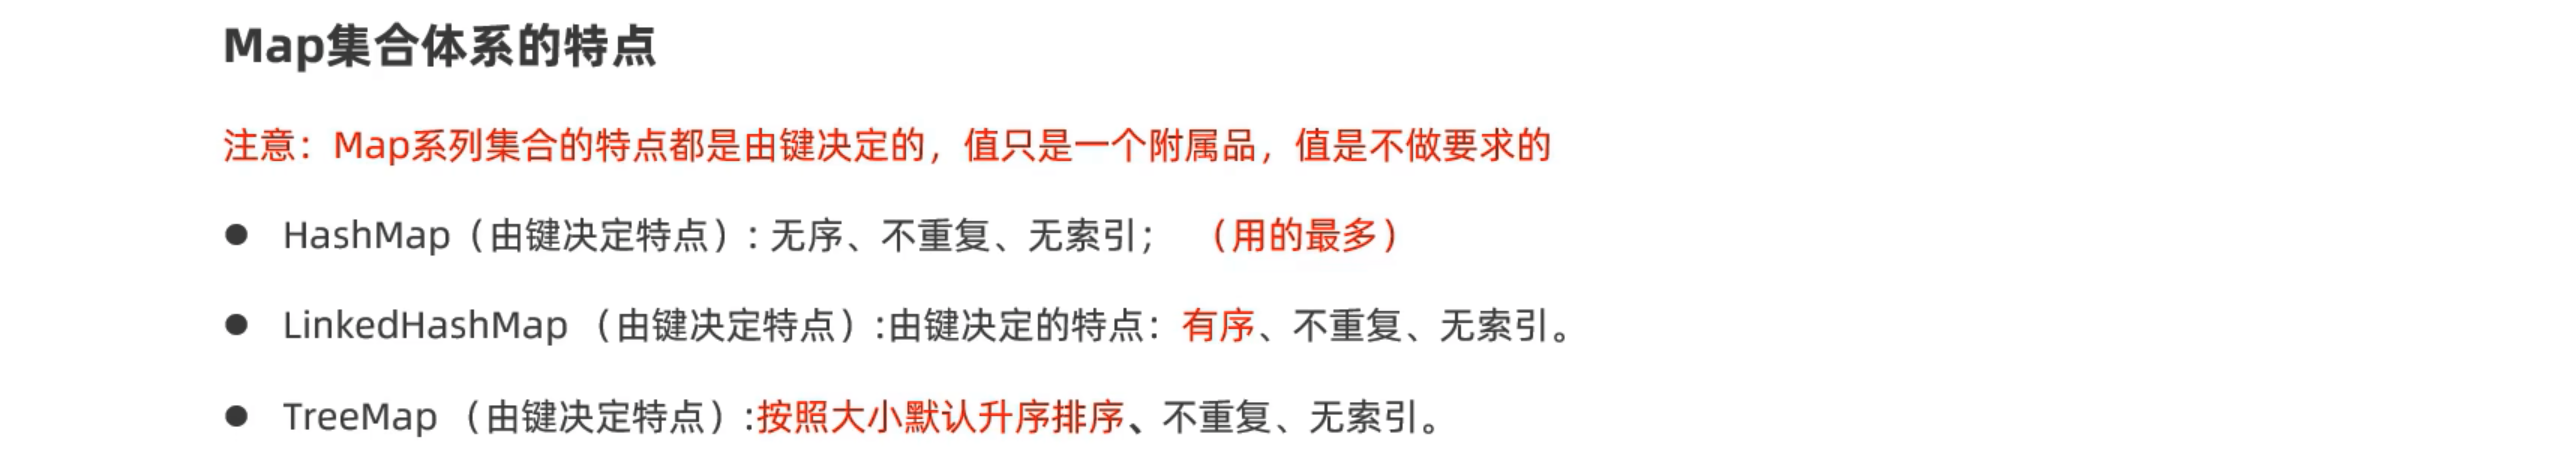 Map集合体系的特点
注意：Map系列集合的特点都是由键决定的，值只是一个附属品，值是不做要求的
● HashMap（由键决定特点）: 无序、不重复、无索引； （用的最多）
● LinkedHashMap （由键决定特点）:由键决定的特点：有序、不重复、无索引。
● TreeMap （由键决定特点）:按照大小默认升序排序、不重复、无索引。